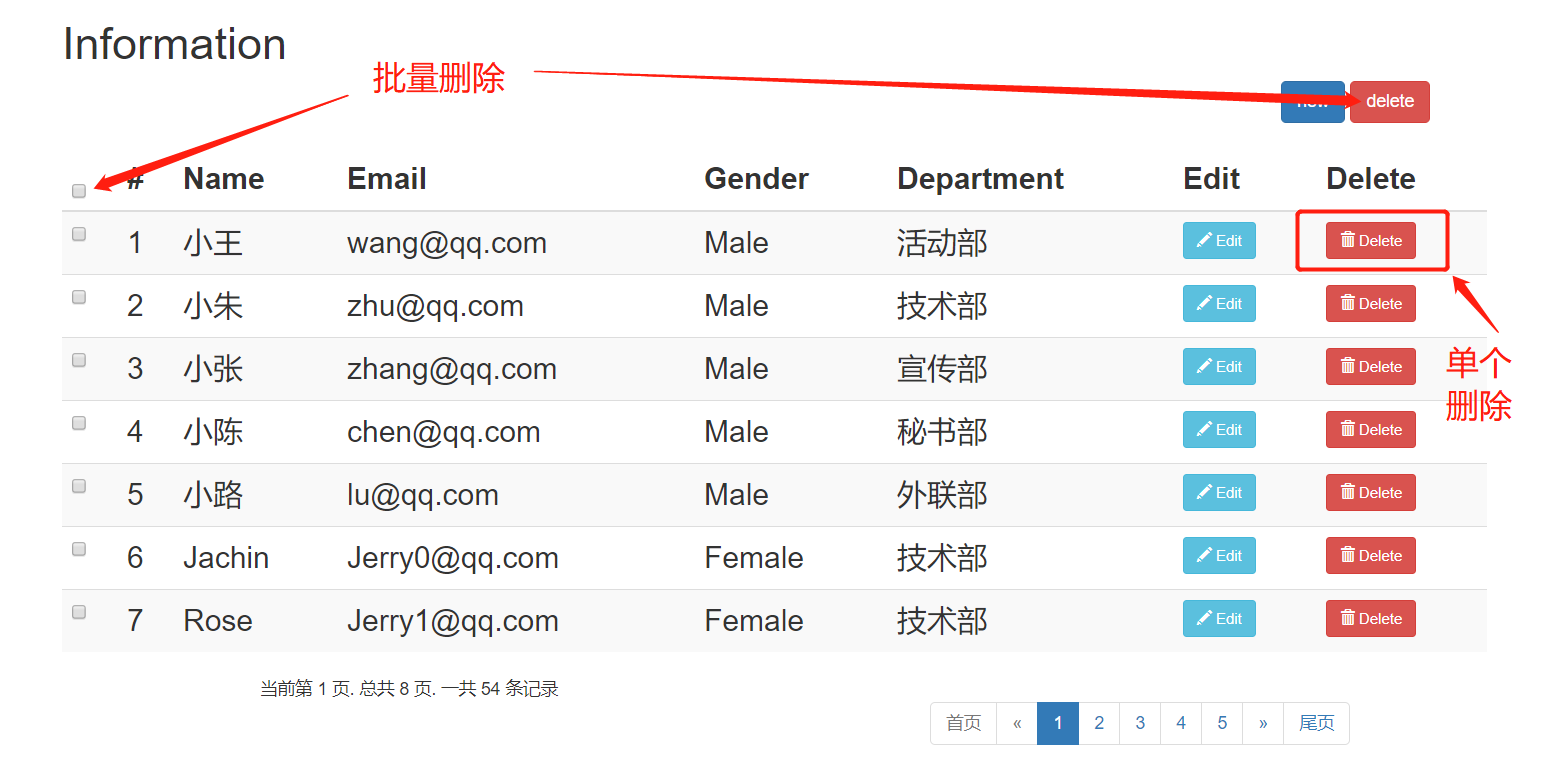 Information
批量删除
delete
# Name Email Gender Department Edit Delete
1 小王 wang@qq.com Male 活动部 Edit Delete
2 小朱 zhu@qq.com Male 技术部 Edit Delete
3 小张 zhang@qq.com Male 宣传部 Edit Delete
单个
删除
4 小陈 chen@qq.com Male 秘书部 Edit Delete
5 小路 lu@qq.com Male 外联部 Edit Delete
6 Jachin Jerry0@qq.com Female 技术部 Edit Delete
7 Rose Jerry1@qq.com Female 技术部 Edit Delete
当前第 1 页. 总共 8 页. 一共 54 条记录
首页 « 1 2 3 4 5 » 尾页